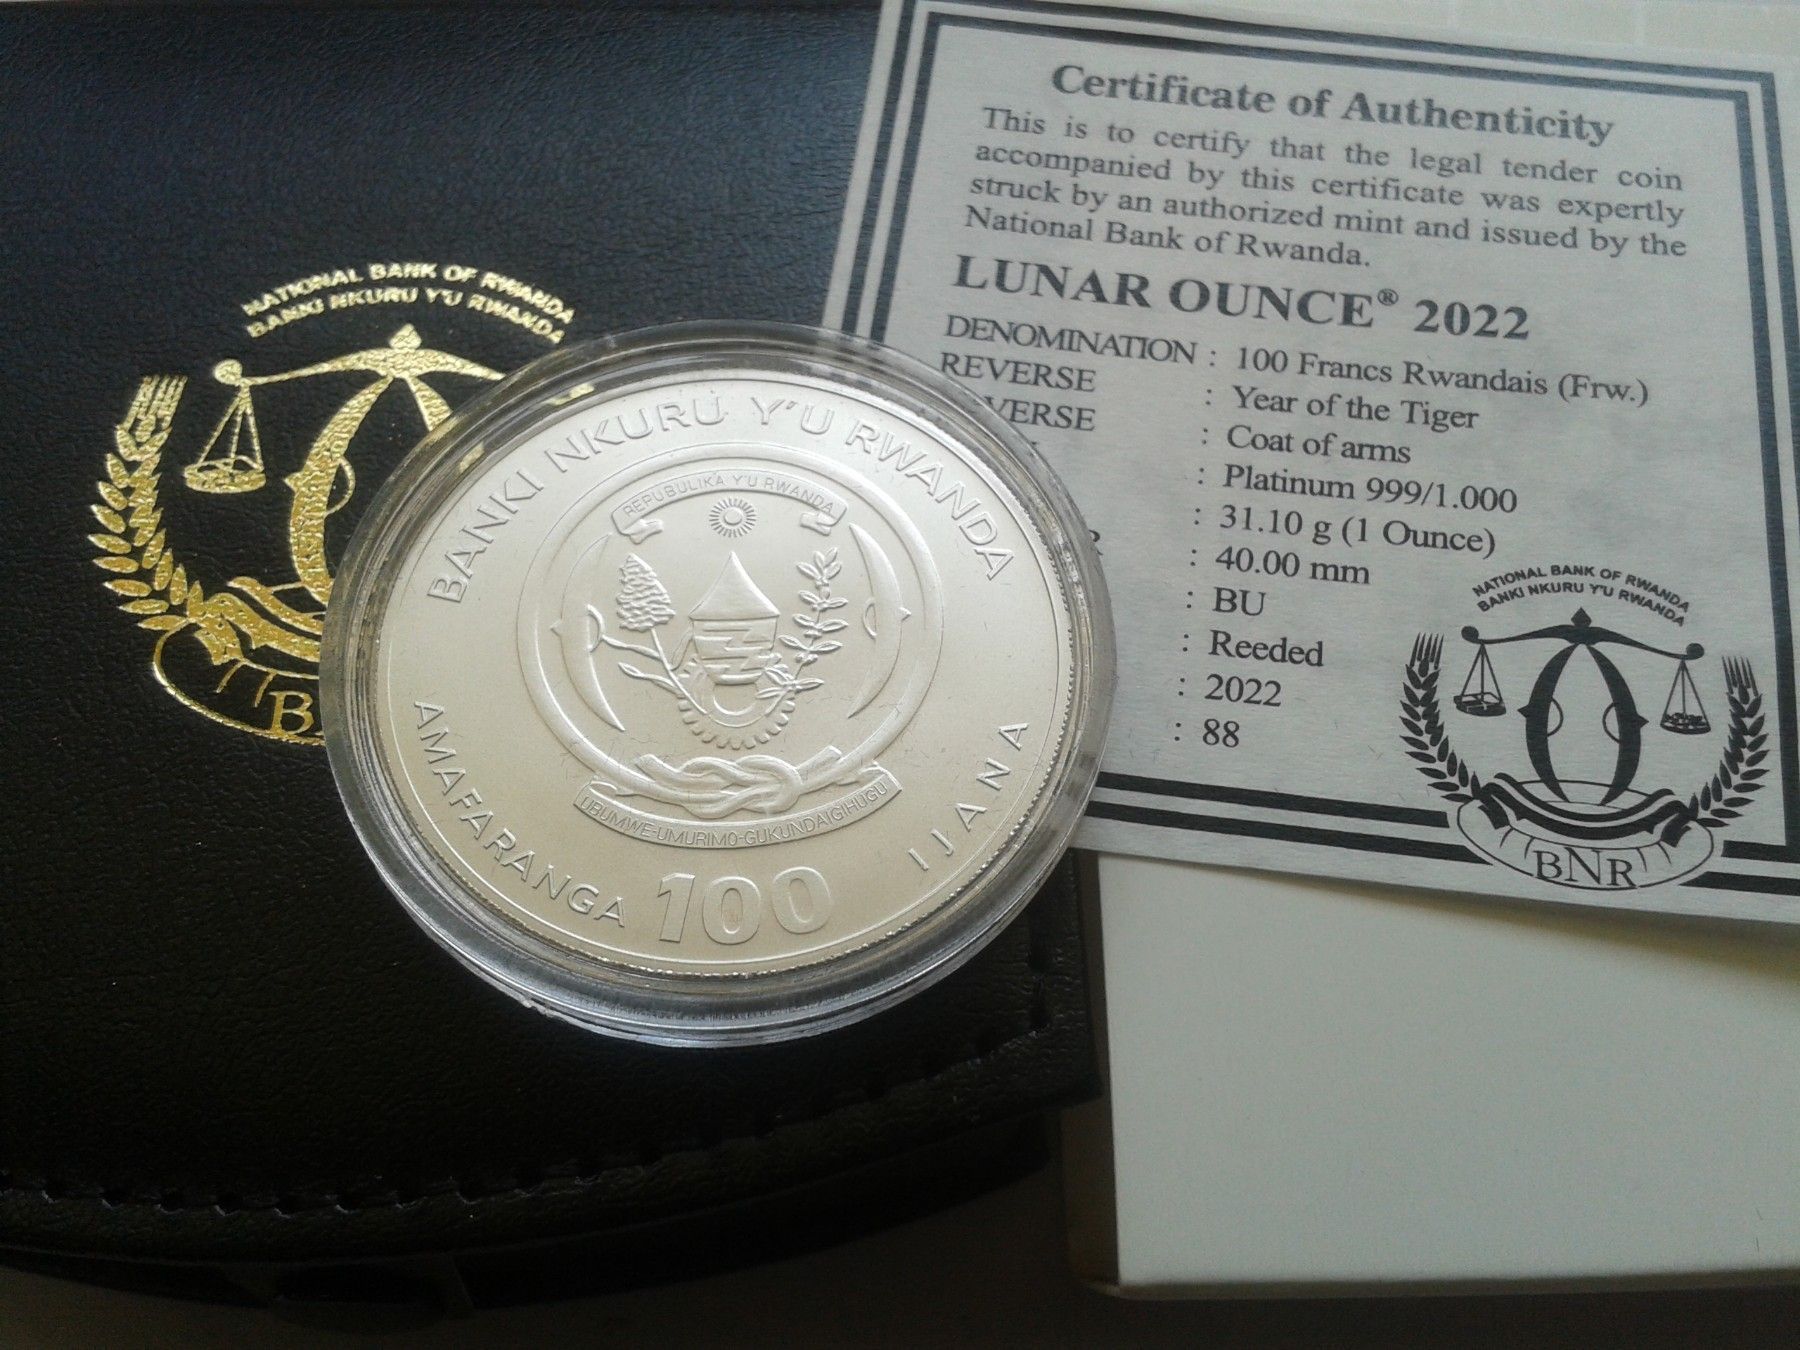 NATIONAL BANK OF RWANDA
BANKI NKURU Y'U RWANDA
BANKI NKURU Y'U RWANDA
REPUBULIKA Y'U RWANDA
UBUMWE-UMURIMO-GUKUNDA IGIHUGU
AMAFARANGA 100 IJANA
Certificate of Authenticity
This is to certify that the legal tender coin
accompanied by this certificate was expertly
struck by an authorized mint and issued by the
National Bank of Rwanda.
LUNAR OUNCE® 2022
DENOMINATION : 100 Francs Rwandais (Frw.)
REVERSE : Year of the Tiger
: Coat of arms
: Platinum 999/1.000
: 31.10 g (1 Ounce)
: 40.00 mm
: BU
: Reeded
: 2022
: 88
NATIONAL BANK OF RWANDA
BANKI NKURU Y'U RWANDA
BNR